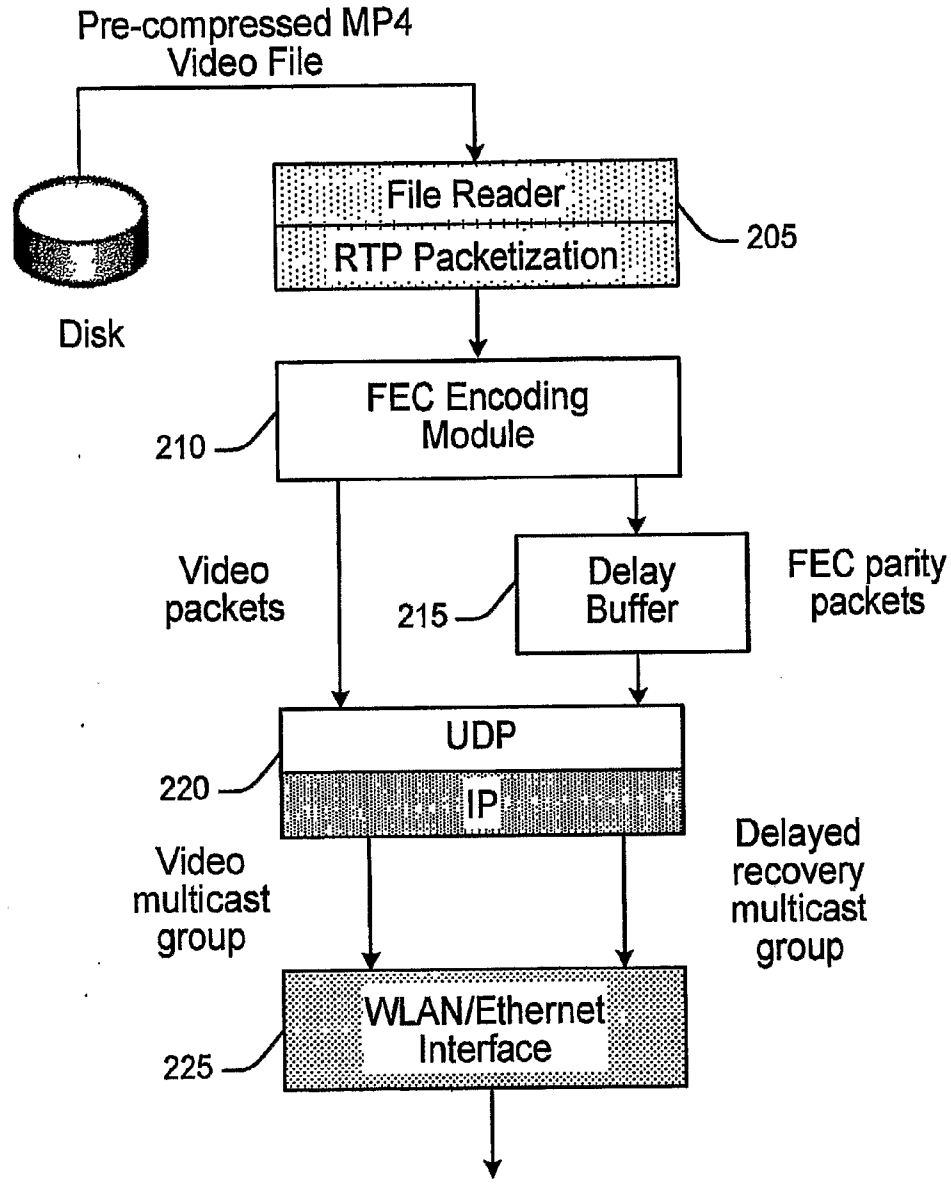 Pre-compressed MP4
Video File
File Reader
205
RTP Packetization
Disk
FEC Encoding
Module
210
Video
packets
Delay
Buffer
215
FEC parity
packets
UDP
220
IP
Video
multicast
group
Delayed
recovery
multicast
group
WLAN/Ethernet
Interface
225